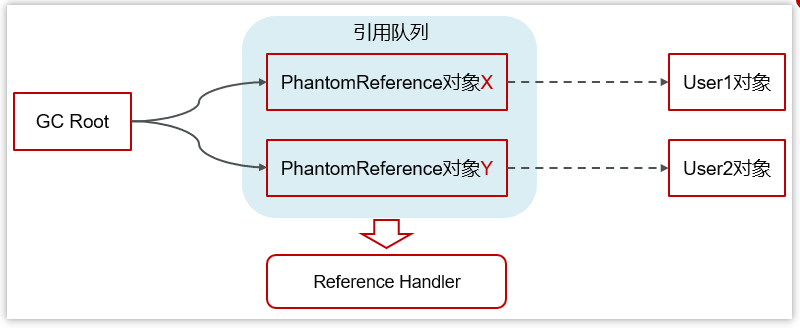 引用队列
PhantomReference对象X
User1对象
GC Root
PhantomReference对象Y
User2对象
Reference Handler